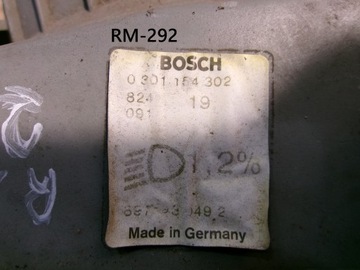 RM-292
BOSCH
0 301 154 302
824 19
091
1,2%
Made in Germany